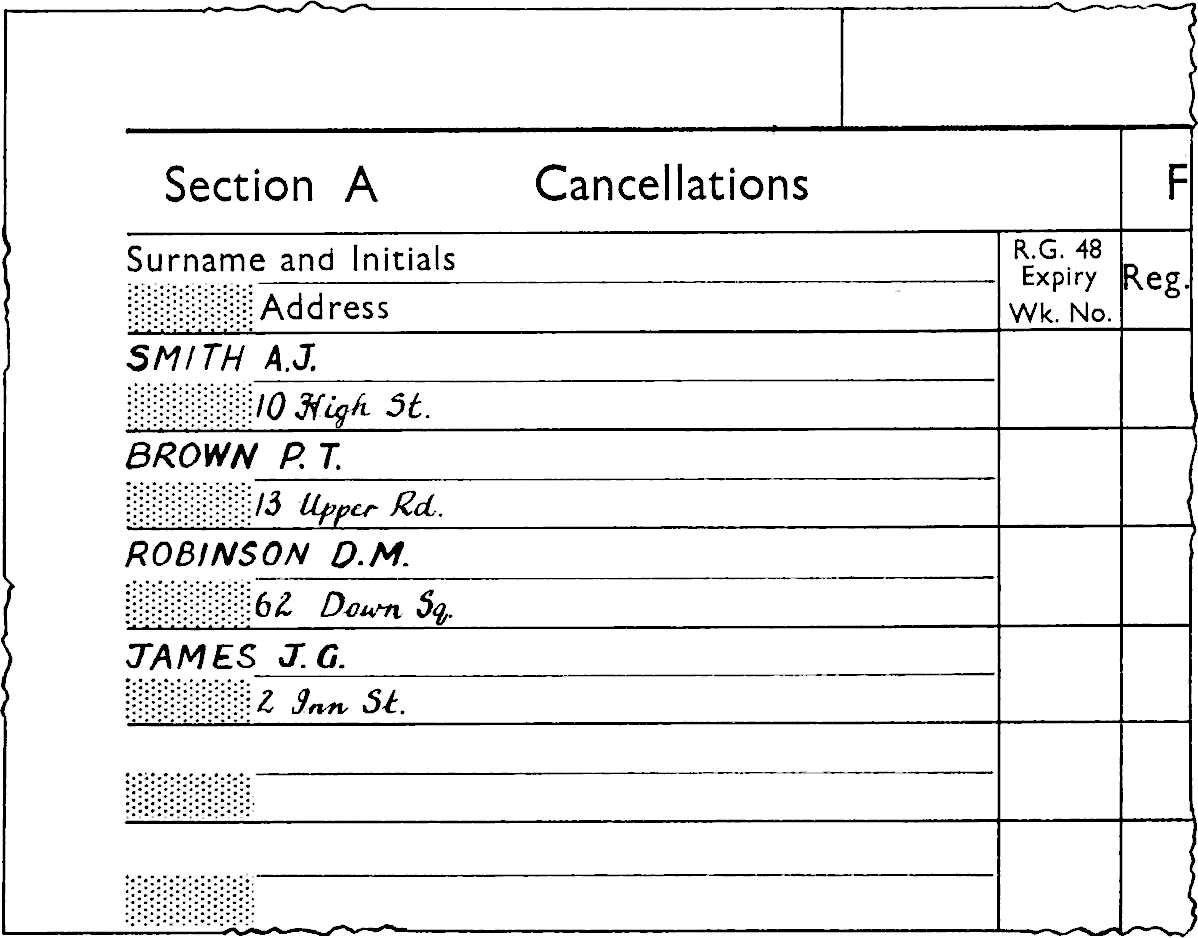 Section A Cancellations F
Surname and Initials
Address
R.G. 48
Expiry
Wk. No.
Reg.
SMITH A.J.
10 High St.
BROWN P.T.
13 Upper Rd.
ROBINSON D.M.
62 Down Sq.
JAMES J.G.
2 Inn St.